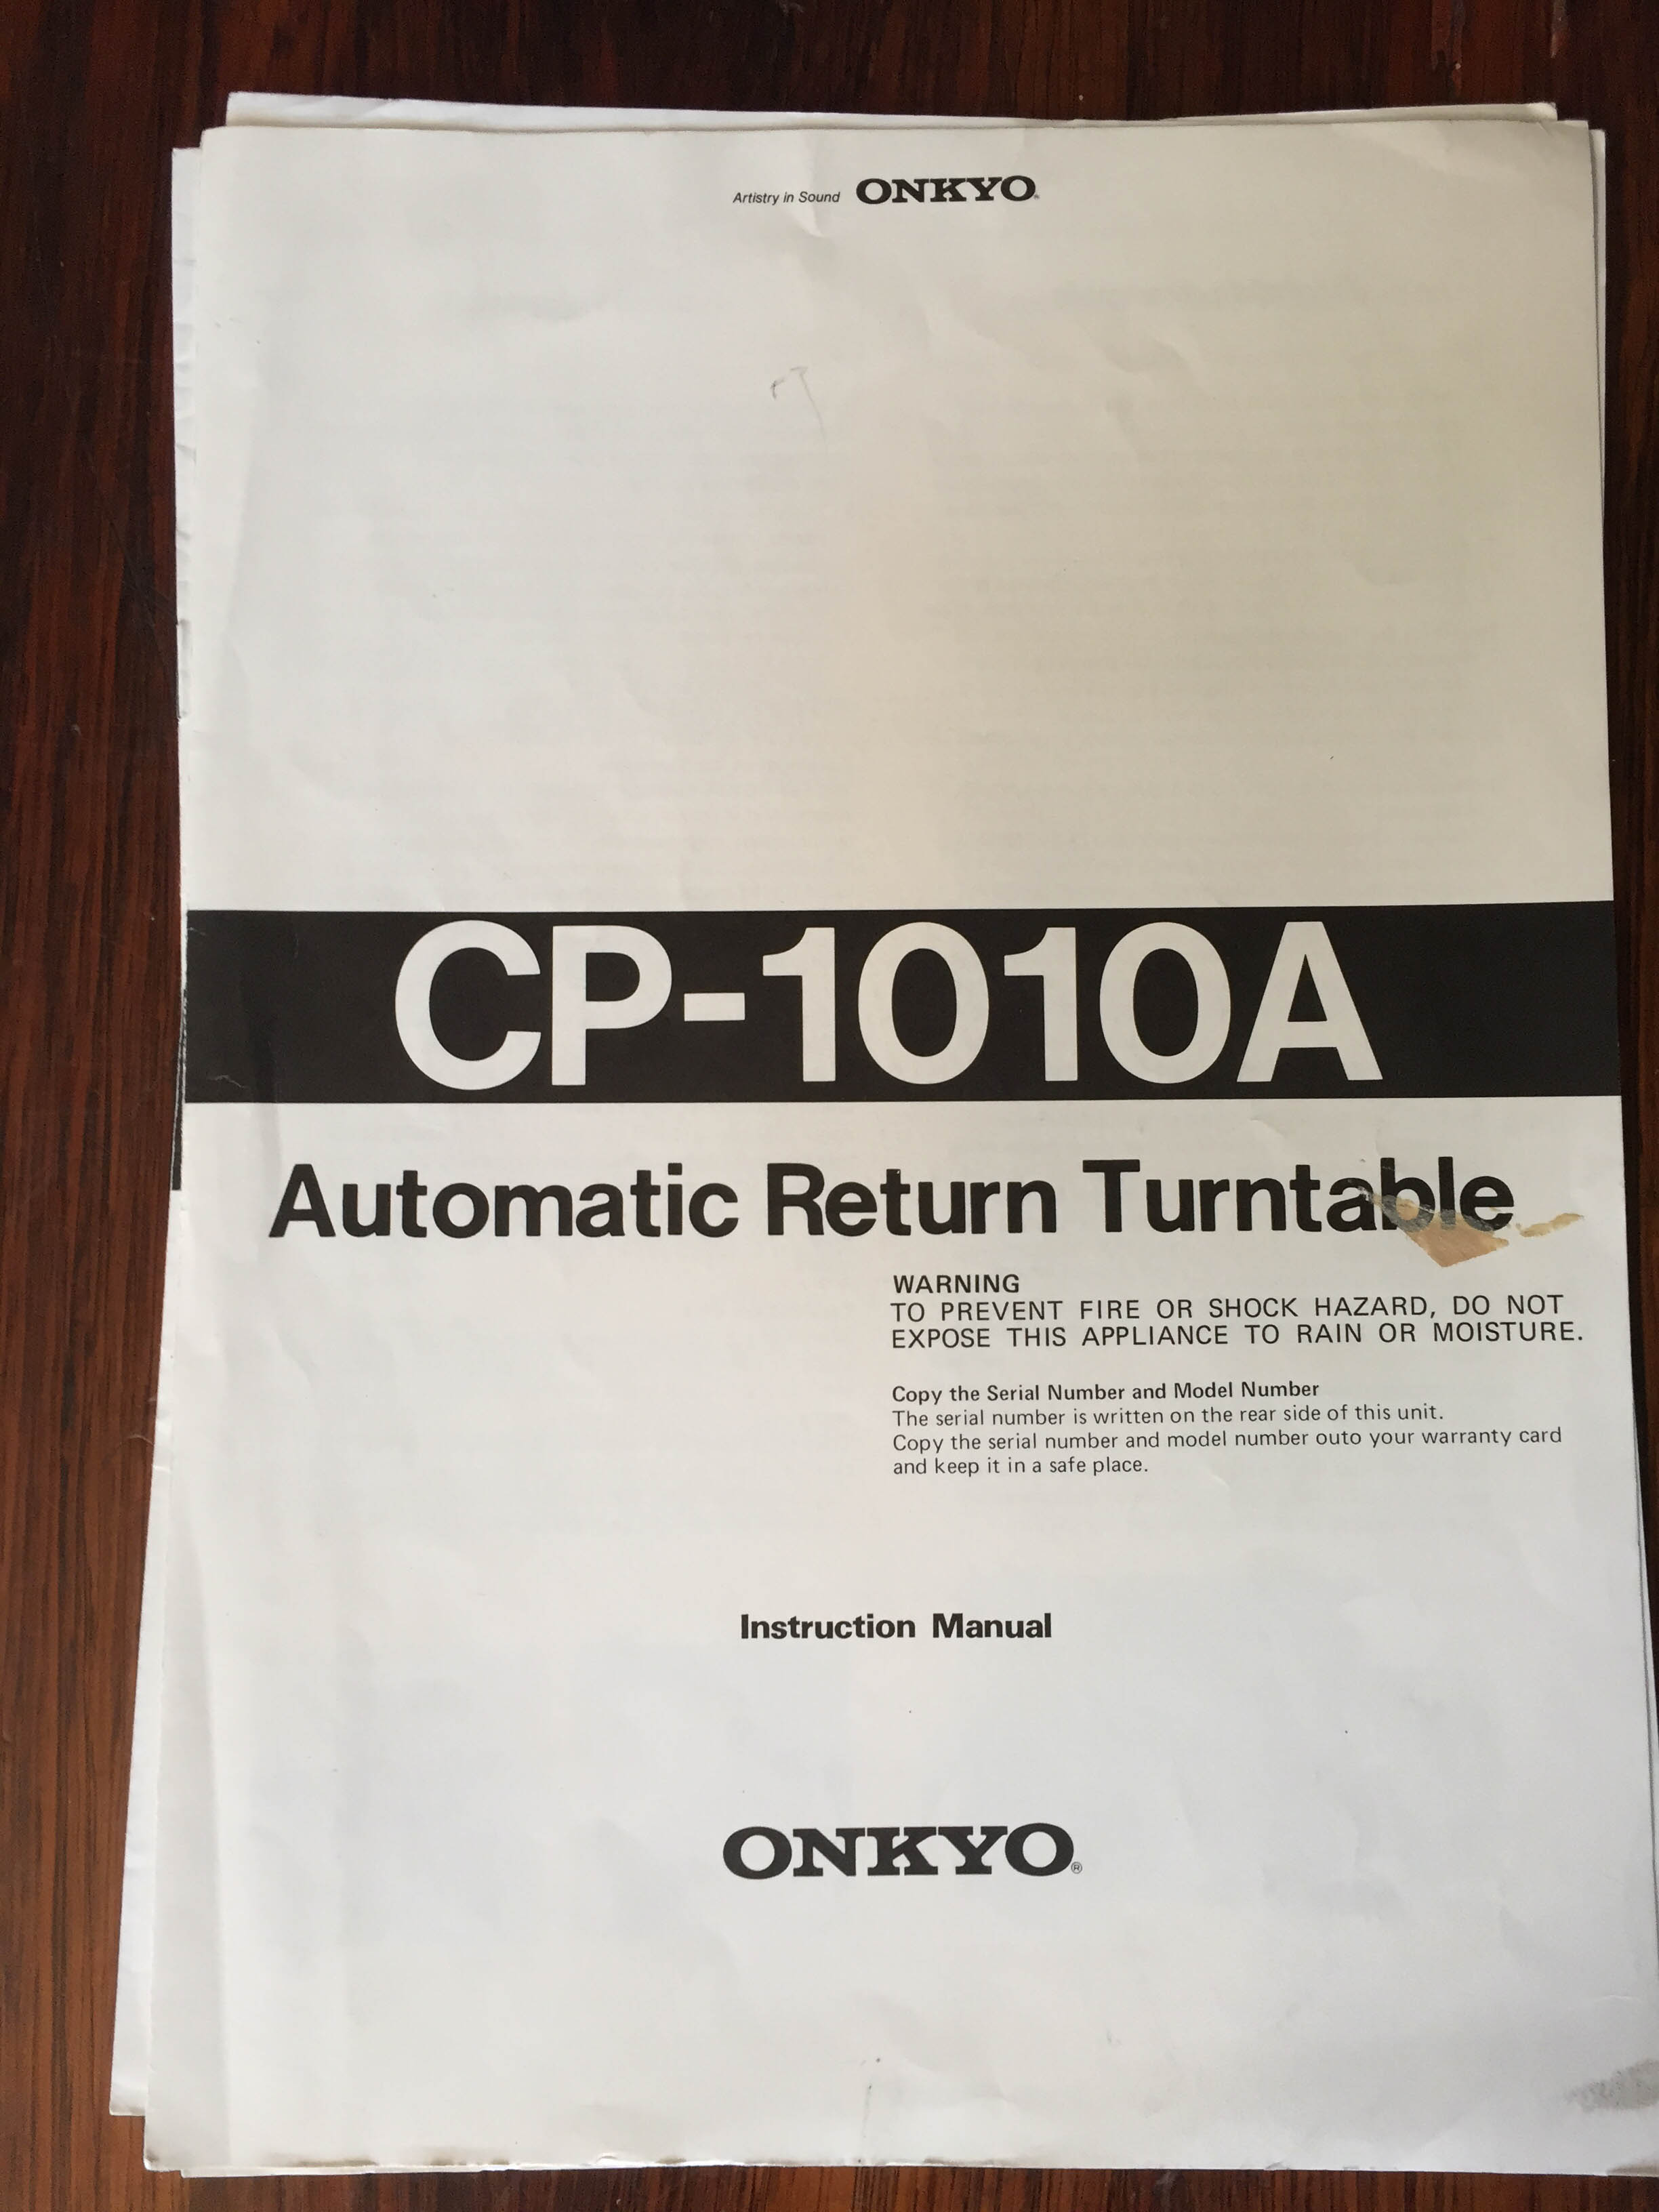 Artistry in Sound ONKYO®
CP-1010A
Automatic Return Turntable
WARNING
TO PREVENT FIRE OR SHOCK HAZARD, DO NOT
EXPOSE THIS APPLIANCE TO RAIN OR MOISTURE.
Copy the Serial Number and Model Number
The serial number is written on the rear side of this unit.
Copy the serial number and model number outo your warranty card
and keep it in a safe place.
Instruction Manual
ONKYO®